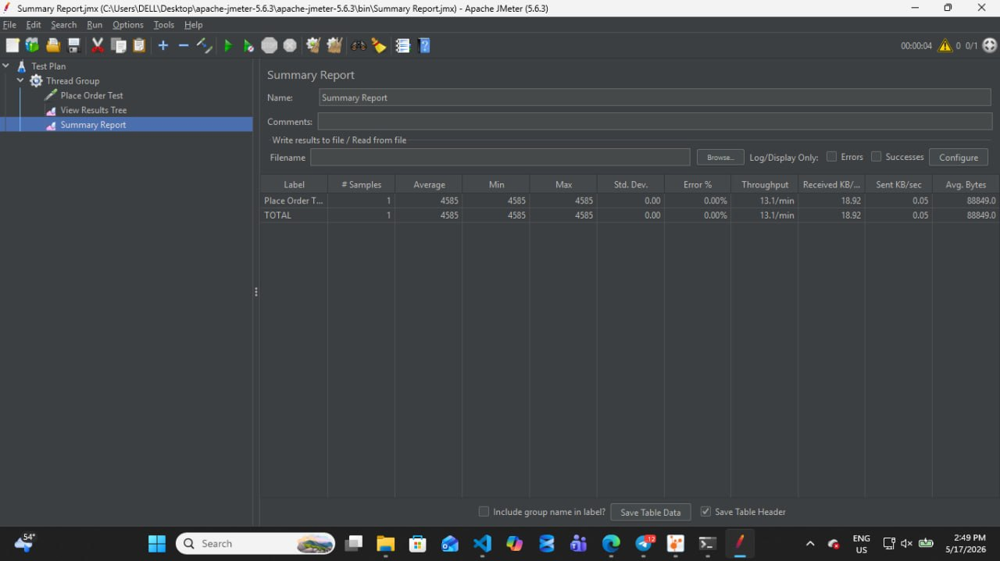 Summary Report.jmx (C:\Users\DELL\Desktop\apache-jmeter-5.6.3\apache-jmeter-5.6.3\bin\Summary Report.jmx) - Apache JMeter (5.6.3)
File Edit Search Run Options Tools Help
00:00:04 0 0/1
Test Plan
Thread Group
Place Order Test
View Results Tree
Summary Report
Summary Report
Name: Summary Report
Comments:
Write results to file / Read from file
Filename Browse... Log/Display Only: Errors Successes Configure
Label # Samples Average Min Max Std. Dev. Error % Throughput Received KB/... Sent KB/sec Avg. Bytes
Place Order T... 1 4585 4585 4585 0.00 0.00% 13.1/min 18.92 0.05 88849.0
TOTAL 1 4585 4585 4585 0.00 0.00% 13.1/min 18.92 0.05 88849.0
Include group name in label? Save Table Data Save Table Header
54°
Search
12
ENG
US
2:49 PM
5/17/2026